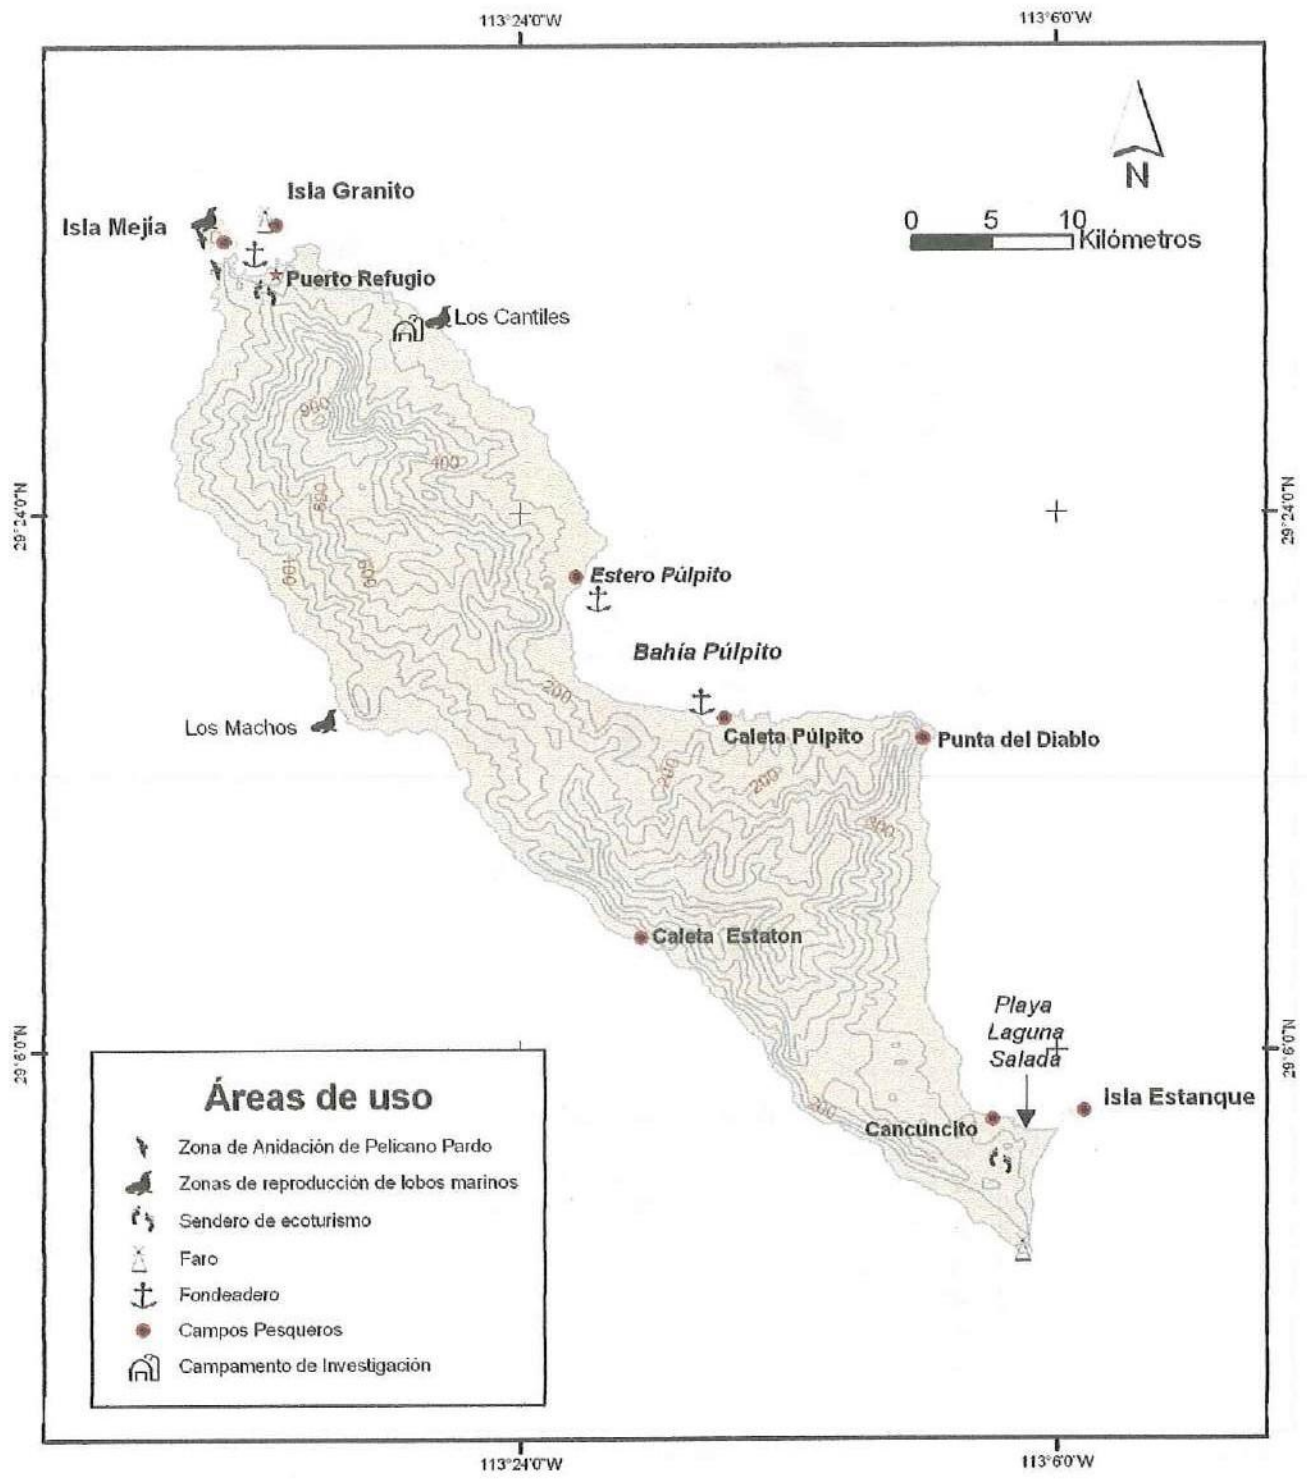 113°24'0"W
113°6'0"W
N
0 5 10
Kilómetros
Isla Granito
Isla Mejía
Puerto Refugio
Los Cantiles
900
400
29°24'0"N
29°24'0"N
Estero Púlpito
Bahía Púlpito
200
Los Machos
Caleta Púlpito
Punta del Diablo
200
200
Caleta Estaton
Playa
Laguna
Salada
29°6'0"N
29°6'0"N
200
Isla Estanque
Cancuncito
Áreas de uso
Zona de Anidación de Pelicano Pardo
Zonas de reproducción de lobos marinos
Sendero de ecoturismo
Faro
Fondeadero
Campos Pesqueros
Campamento de Investigación
113°24'0"W
113°6'0"W